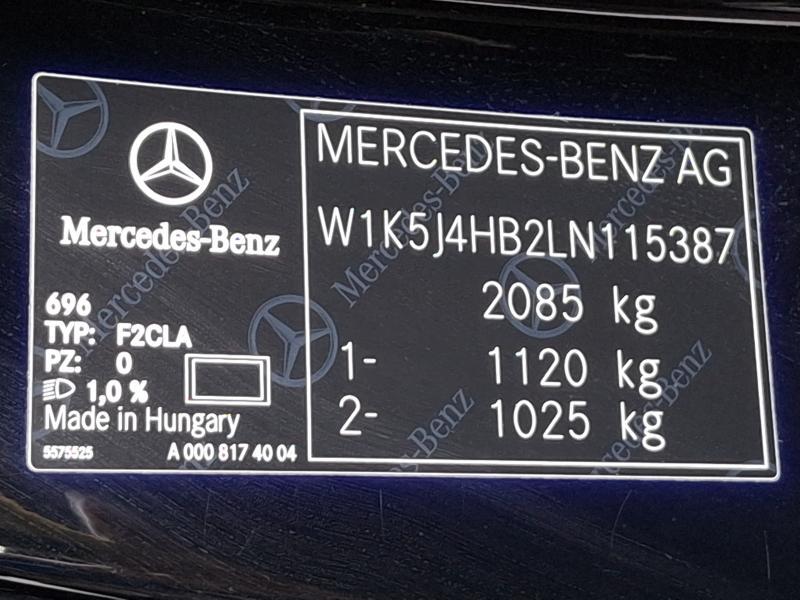 Mercedes-Benz
696
TYP: F2CLA
PZ: 0
1,0 %
Made in Hungary
5575525 A 000 817 40 04
MERCEDES-BENZ AG
W1K5J4HB2LN115387
2085 kg
1- 1120 kg
2- 1025 kg